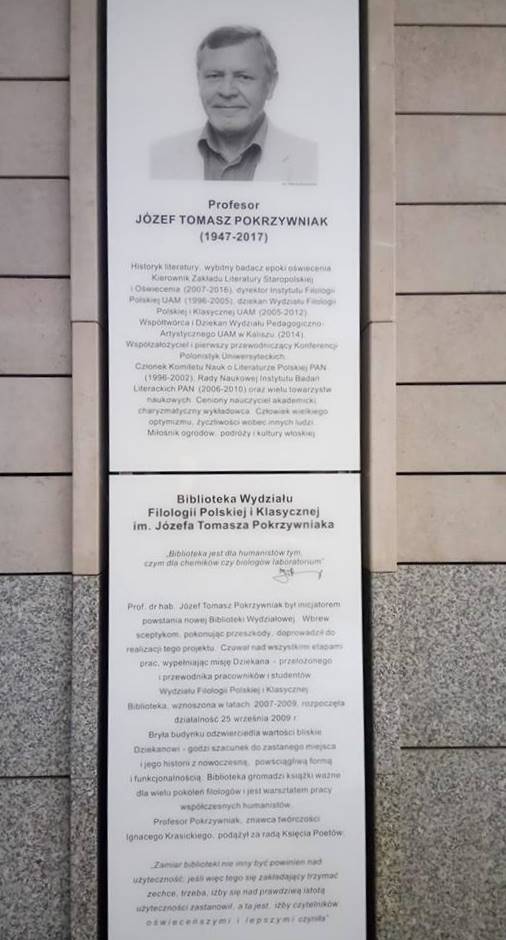 Profesor
JÓZEF TOMASZ POKRZYWNIAK
(1947-2017)
Historyk literatury, wybitny badacz epoki oświecenia.
Kierownik Zakładu Literatury Staropolskiej
i Oświecenia (2007-2016), dyrektor Instytutu Filologii
Polskiej UAM (1996-2005), dziekan Wydziału Filologii
Polskiej i Klasycznej UAM (2005-2012).
Współtwórca i Dziekan Wydziału Pedagogiczno-
Artystycznego UAM w Kaliszu (2014).
Współzałożyciel i pierwszy przewodniczący Konferencji
Polonistyk Uniwersyteckich.
Członek Komitetu Nauk o Literaturze Polskiej PAN
(1996-2002), Rady Naukowej Instytutu Badań
Literackich PAN (2006-2010) oraz wielu towarzystw
naukowych. Ceniony nauczyciel akademicki,
charyzmatyczny wykładowca. Człowiek wielkiego
optymizmu, życzliwości wobec innych ludzi.
Miłośnik ogrodów, podróży i kultury włoskiej.
Biblioteka Wydziału
Filologii Polskiej i Klasycznej
im. Józefa Tomasza Pokrzywniaka
„Biblioteka jest dla humanistów tym,
czym dla chemików czy biologów laboratorium”
Prof. dr hab. Józef Tomasz Pokrzywniak był inicjatorem
powstania nowej Biblioteki Wydziałowej. Wbrew
sceptykom, pokonując przeszkody, doprowadził do
realizacji tego projektu. Czuwał nad wszystkimi etapami
prac, wypełniając misję Dziekana - przełożonego
i przewodnika pracowników i studentów
Wydziału Filologii Polskiej i Klasycznej.
Biblioteka, wznoszona w latach 2007-2009, rozpoczęła
działalność 25 września 2009 r.
Bryła budynku odzwierciedla wartości bliskie
Dziekanowi - godzi szacunek do zastanego miejsca
i jego historii z nowoczesną, powściągliwą formą
i funkcjonalnością. Biblioteka gromadzi książki ważne
dla wielu pokoleń filologów i jest warsztatem pracy
współczesnych humanistów.
Profesor Pokrzywniak, znawca twórczości
Ignacego Krasickiego, podążył za radą Księcia Poetów:
„Zamiar biblioteki nie inny być powinien nad
użyteczność; jeśli więc tego się zakładający trzymać
zechce, trzeba, iżby się nad prawdziwą istotą
użyteczności zastanowił, a ta jest, iżby czytelników
oświeceńszymi i lepszymi czyniła”